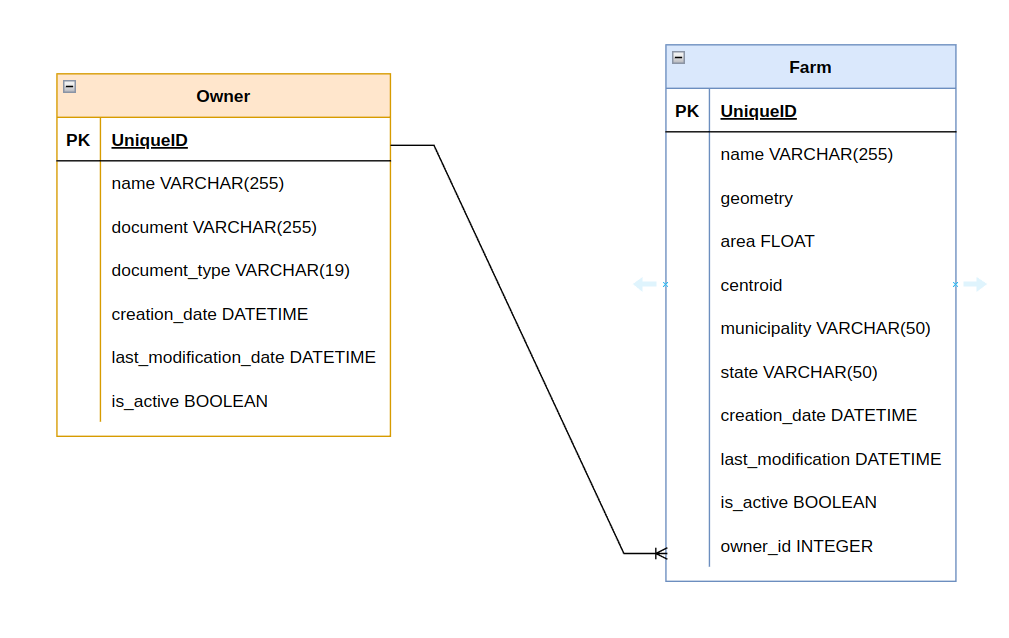 Owner
PK UniqueID
name VARCHAR(255)
document VARCHAR(255)
document_type VARCHAR(19)
creation_date DATETIME
last_modification_date DATETIME
is_active BOOLEAN
Farm
PK UniqueID
name VARCHAR(255)
geometry
area FLOAT
centroid
municipality VARCHAR(50)
state VARCHAR(50)
creation_date DATETIME
last_modification DATETIME
is_active BOOLEAN
owner_id INTEGER